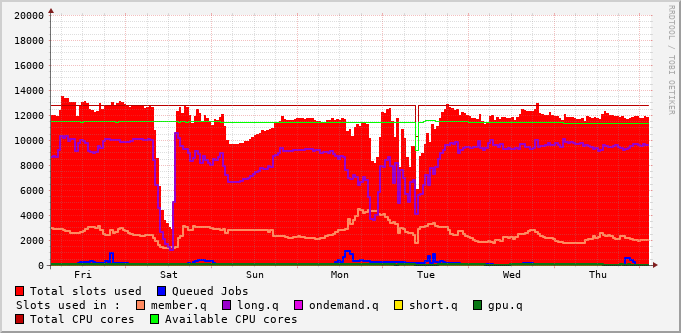 20000
18000
16000
14000
12000
10000
8000
6000
4000
2000
0
Fri Sat Sun Mon Tue Wed Thu
RRDTOOL / TOBI OETIKER
Total slots used Queued Jobs
Slots used in : member.q long.q ondemand.q short.q gpu.q
Total CPU cores Available CPU cores